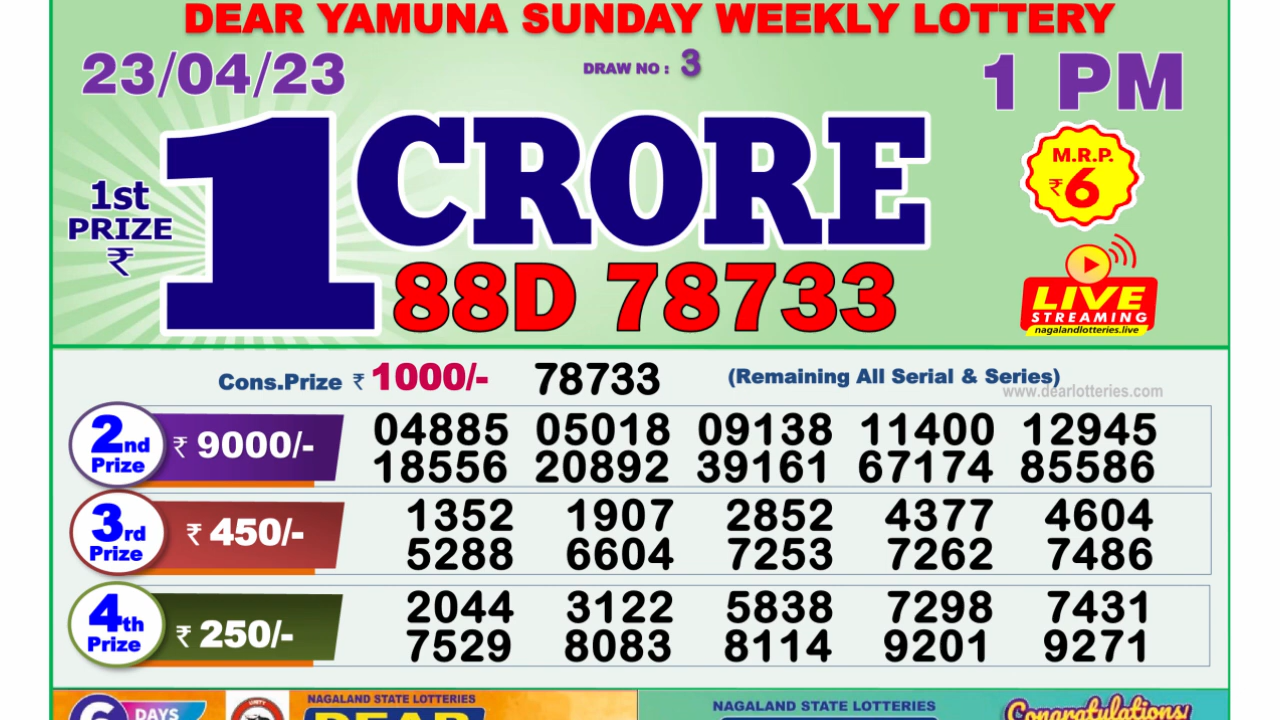 DEAR YAMUNA SUNDAY WEEKLY LOTTERY
23/04/23
DRAW NO : 3
1 PM
1st
PRIZE
₹
1 CRORE
M.R.P.
₹6
88D 78733
LIVE
STREAMING
nagalandlotteries.live
Cons.Prize ₹ 1000/- 78733 (Remaining All Serial & Series)
www.dearlotteries.com
2nd
Prize
₹ 9000/-
04885 05018 09138 11400 12945
18556 20892 39161 67174 85586
3rd
Prize
₹ 450/-
1352 1907 2852 4377 4604
5288 6604 7253 7262 7486
4th
Prize
₹ 250/-
2044 3122 5838 7298 7431
7529 8083 8114 9201 9271
6 DAYS
UNITY
NAGALAND STATE LOTTERIES
DEAR
NAGALAND STATE LOTTERIES
Congratulations!